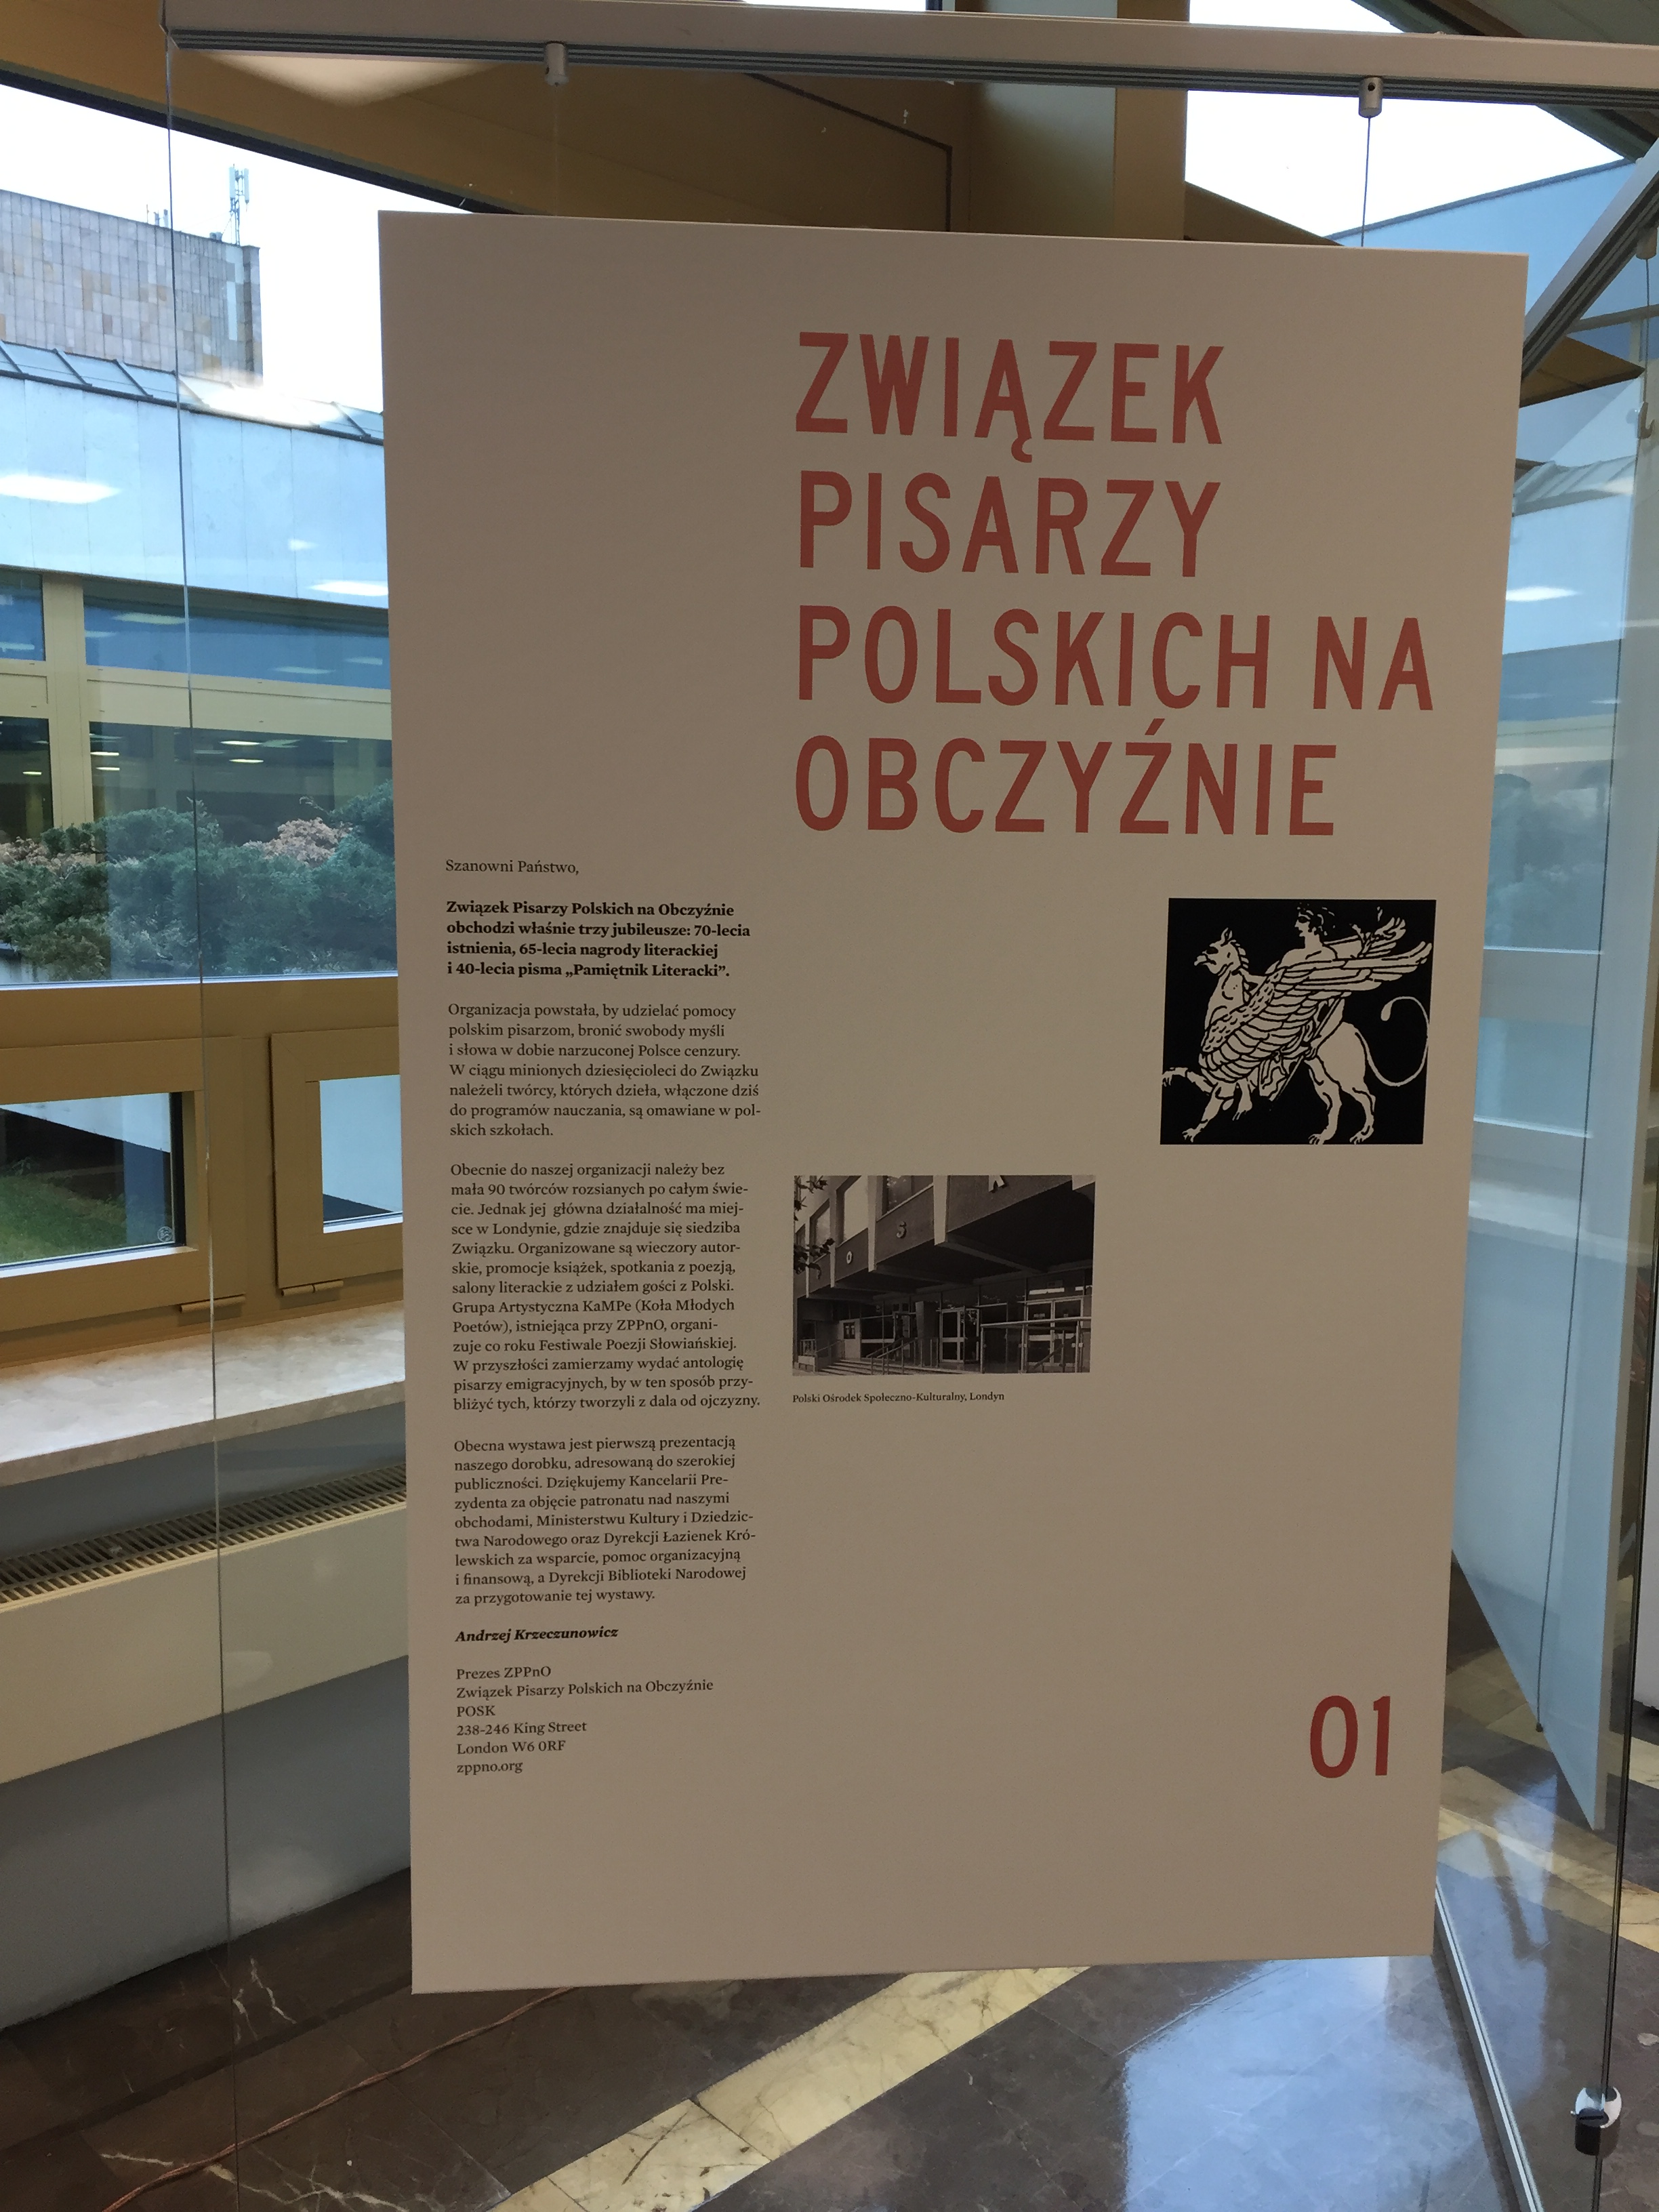 ZWIĄZEK
PISARZY
POLSKICH NA
OBCZYŹNIE
Szanowni Państwo,
Związek Pisarzy Polskich na Obczyźnie
obchodzi właśnie trzy jubileusze: 70-lecia
istnienia, 65-lecia nagrody literackiej
i 40-lecia pisma „Pamiętnik Literacki”.
Organizacja powstała, by udzielać pomocy
polskim pisarzom, bronić swobody myśli
i słowa w dobie narzuconej Polsce cenzury.
W ciągu minionych dziesięcioleci do Związku
należeli twórcy, których dzieła, włączone dziś
do programów nauczania, są omawiane w pol-
skich szkołach.
Obecnie do naszej organizacji należy bez
mała 90 twórców rozsianych po całym świe-
cie. Jednak jej główna działalność ma miej-
sce w Londynie, gdzie znajduje się siedziba
Związku. Organizowane są wieczory autor-
skie, promocje książek, spotkania z poezją,
salony literackie z udziałem gości z Polski.
Grupa Artystyczna KaMPe (Koła Młodych
Poetów), istniejąca przy ZPPnO, organi-
zuje co roku Festiwale Poezji Słowiańskiej.
W przyszłości zamierzamy wydać antologię
pisarzy emigracyjnych, by w ten sposób przy-
bliżyć tych, którzy tworzyli z dala od ojczyzny.
Obecna wystawa jest pierwszą prezentacją
naszego dorobku, adresowaną do szerokiej
publiczności. Dziękujemy Kancelarii Pre-
zydenta za objęcie patronatu nad naszymi
obchodami, Ministerstwu Kultury i Dziedzic-
twa Narodowego oraz Dyrekcji Łazienek Kró-
lewskich za wsparcie, pomoc organizacyjną
i finansową, a Dyrekcji Biblioteki Narodowej
za przygotowanie tej wystawy.
Andrzej Krzeczunowicz
Prezes ZPPnO
Związek Pisarzy Polskich na Obczyźnie
POSK
238-246 King Street
London W6 0RF
zppno.org
O S K
Polski Ośrodek Społeczno-Kulturalny, Londyn
01